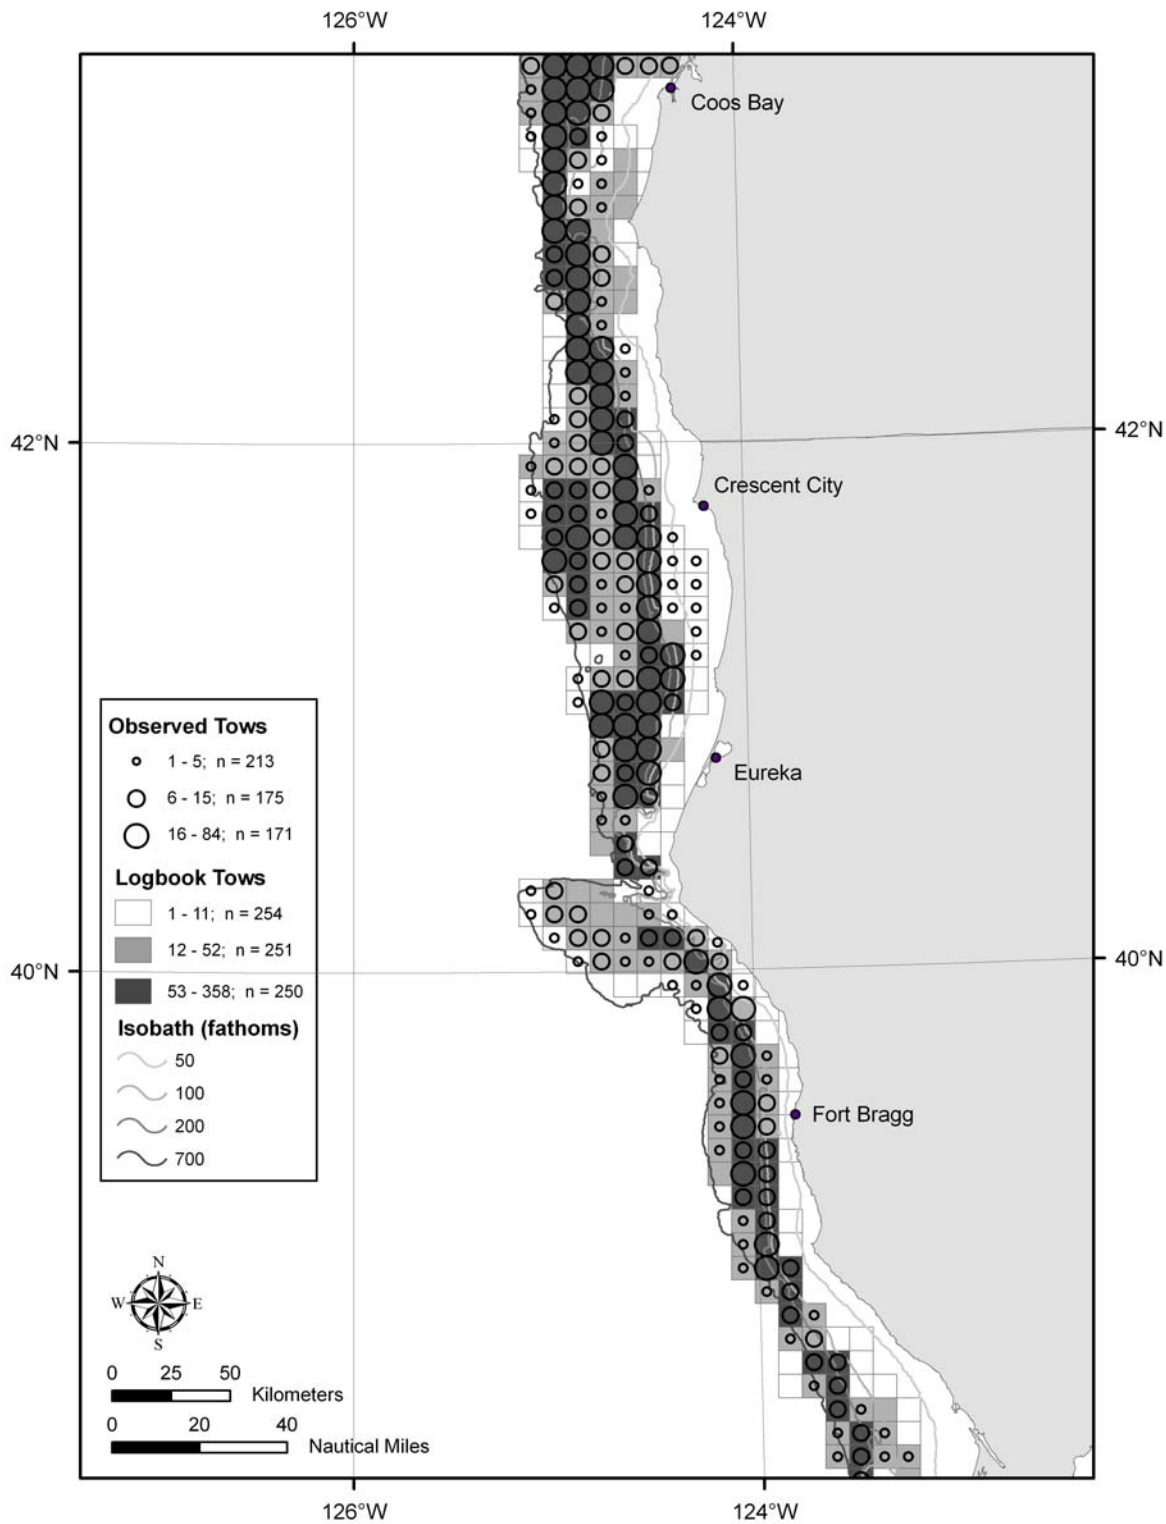 126°W 124°W
Coos Bay
42°N 42°N
Crescent City
Observed Tows
1 - 5; n = 213
6 - 15; n = 175
16 - 84; n = 171
Logbook Tows
1 - 11; n = 254
12 - 52; n = 251
53 - 358; n = 250
Isobath (fathoms)
50
100
200
700
Eureka
40°N 40°N
Fort Bragg
N
W E
S
0 25 50
Kilometers
0 20 40
Nautical Miles
126°W 124°W